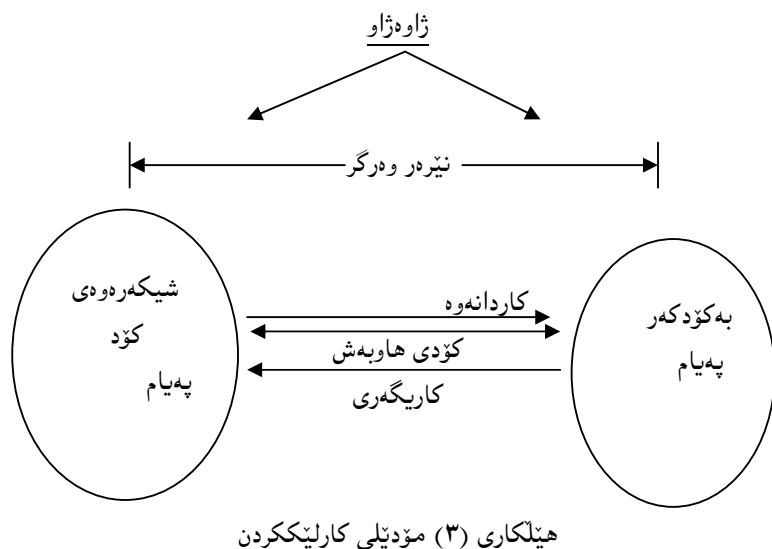 ژاوەژاو
نێرەر وەرگر
بەکۆدکەر
پەیام
کاردانەوە
کۆدی هاوبەش
کاریگەری
شیکەرەوەی
کۆد
پەیام
هێڵکاری (٣) مۆدێلی کارلێککردن